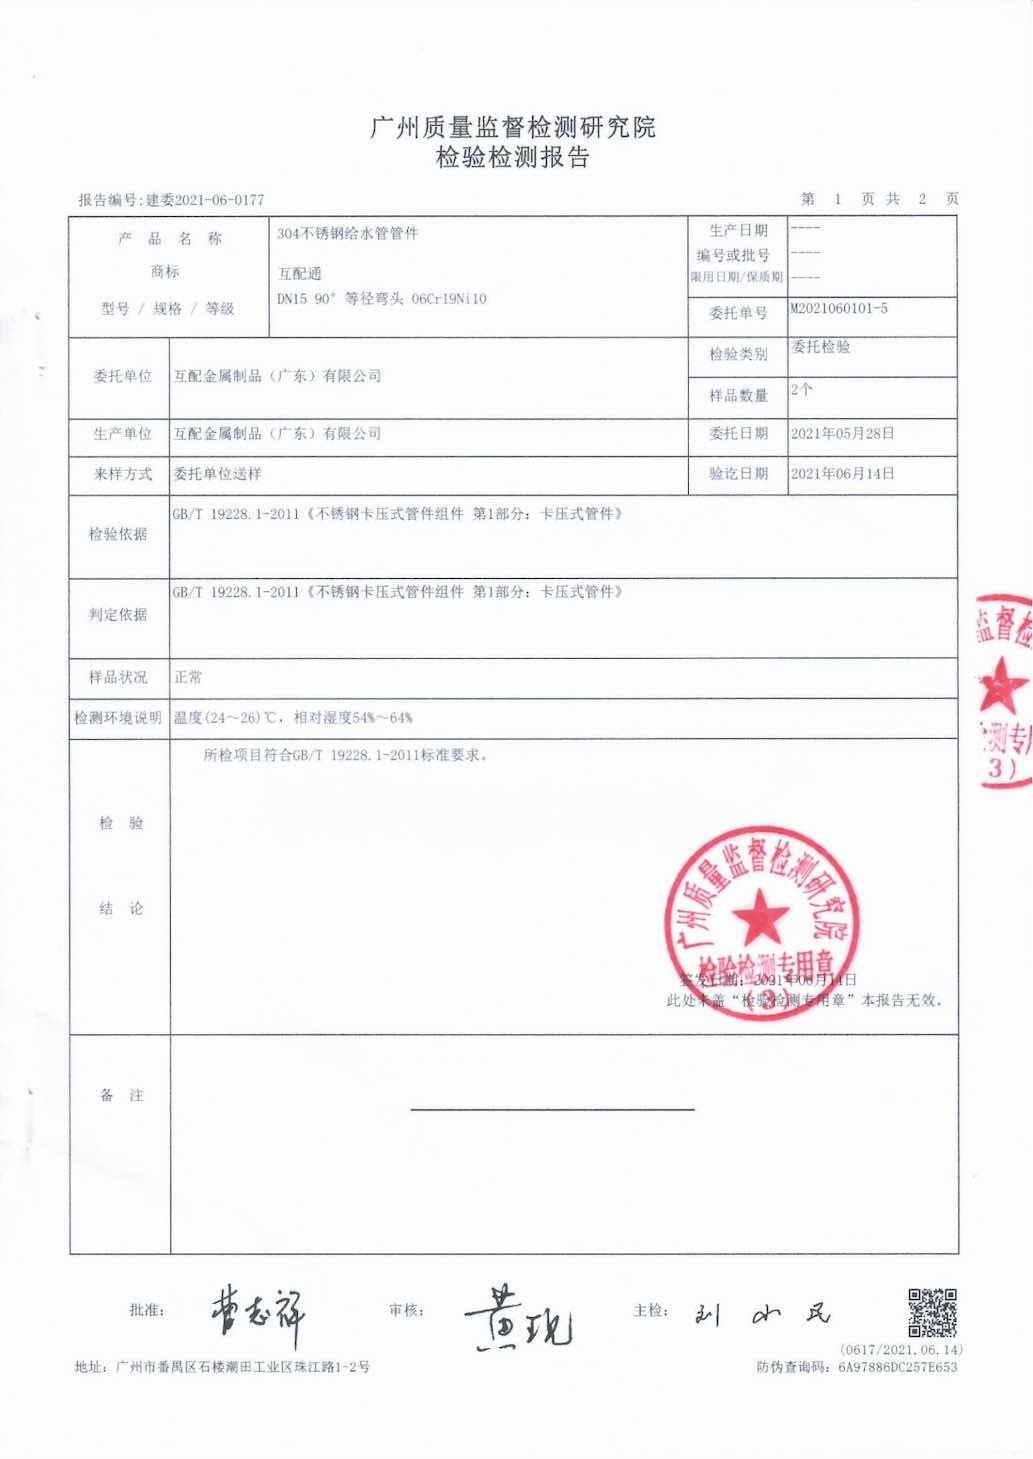 广州质量监督检测研究院
检验检测报告
报告编号:建委2021-06-0177
第 1 页 共 2 页
产 品 名 称
商标
型号 / 规格 / 等级
304不锈钢给水管管件
互配通
DN15 90° 等径弯头 06Cr19Ni10
生产日期
----
编号或批号
----
限用日期/保质期
----
委托单号
M2021060101-5
委托单位
互配金属制品（广东）有限公司
检验类别
委托检验
样品数量
2个
生产单位
互配金属制品（广东）有限公司
委托日期
2021年05月28日
来样方式
委托单位送样
验讫日期
2021年06月14日
检验依据
GB/T 19228.1-2011《不锈钢卡压式管件组件 第1部分：卡压式管件》
判定依据
GB/T 19228.1-2011《不锈钢卡压式管件组件 第1部分：卡压式管件》
样品状况
正常
检测环境说明
温度(24～26)℃，相对湿度54%～64%
检 验
结 论
所检项目符合GB/T 19228.1-2011标准要求。
广州质量监督检测研究院
检验检测专用章
（3）
签发日期：2021年06月14日
此处未盖“检验检测专用章”本报告无效。
监督检
测专用
3）
备 注
批准：
曹志祥
审核：
黄现
主检：
刘小民
(0617/2021.06.14)
地址：广州市番禺区石楼潮田工业区珠江路1-2号
防伪查询码：6A97886DC257E653